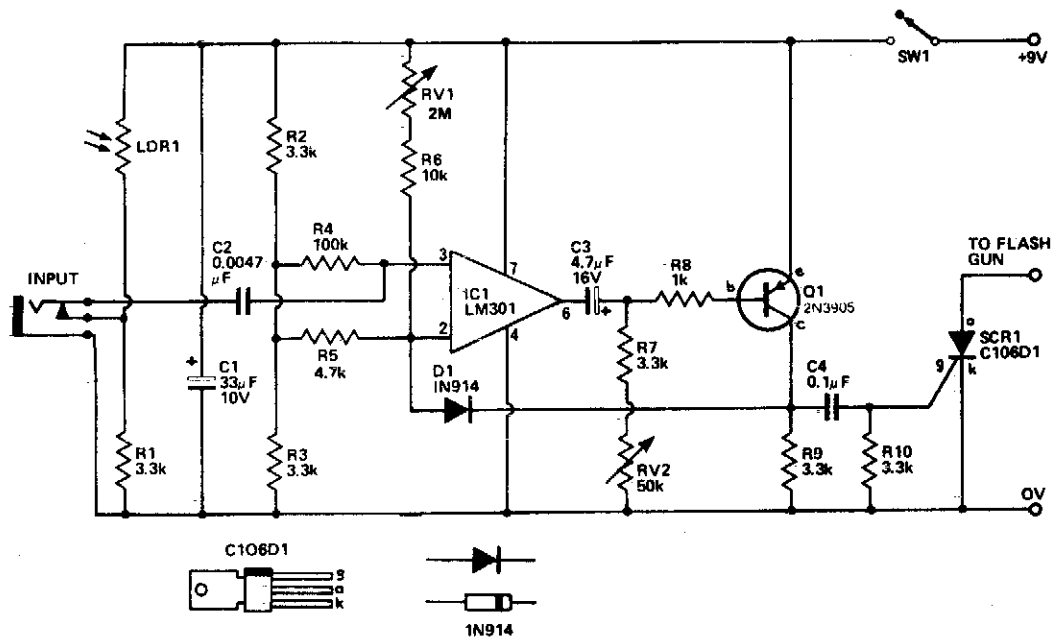 SW1
+9V
RV1
2M
R2
3.3k
LDR1
R6
10k
R4
100k
C2
0.0047
μF
C3
4.7μF
16V
TO FLASH
GUN
INPUT
3
7
R8
1k
e
b
IC1
LM301
Q1
2N3905
6
c
a
2
4
SCR1
C106D1
R5
4.7k
R7
3.3k
C4
0.1μF
g
k
C1
33μF
10V
D1
IN914
+
+
R1
3.3k
R3
3.3k
RV2
50k
R9
3.3k
R10
3.3k
0V
C106D1
g
a
k
1N914